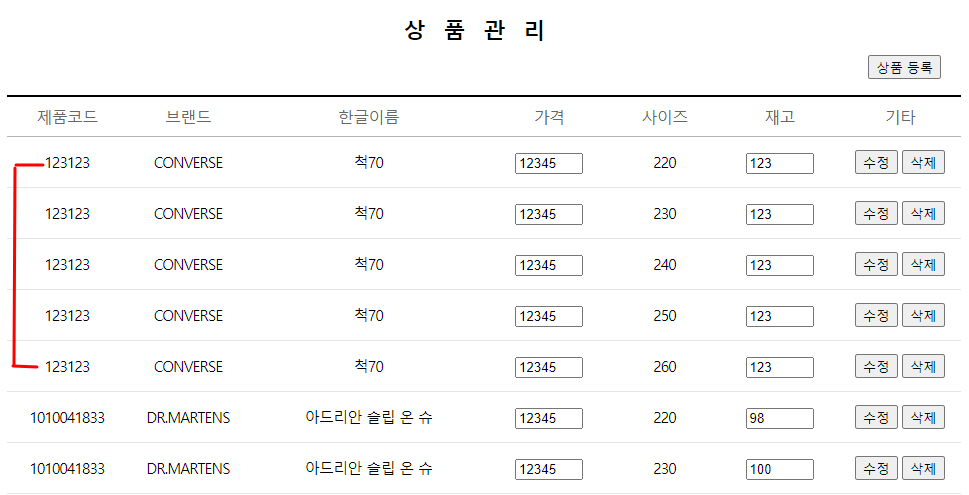 상 품 관 리
상품 등록
제품코드 브랜드 한글이름 가격 사이즈 재고 기타
123123 CONVERSE 척70 12345 220 123 수정 삭제
123123 CONVERSE 척70 12345 230 123 수정 삭제
123123 CONVERSE 척70 12345 240 123 수정 삭제
123123 CONVERSE 척70 12345 250 123 수정 삭제
123123 CONVERSE 척70 12345 260 123 수정 삭제
1010041833 DR.MARTENS 아드리안 슬립 온 슈 12345 220 98 수정 삭제
1010041833 DR.MARTENS 아드리안 슬립 온 슈 12345 230 100 수정 삭제